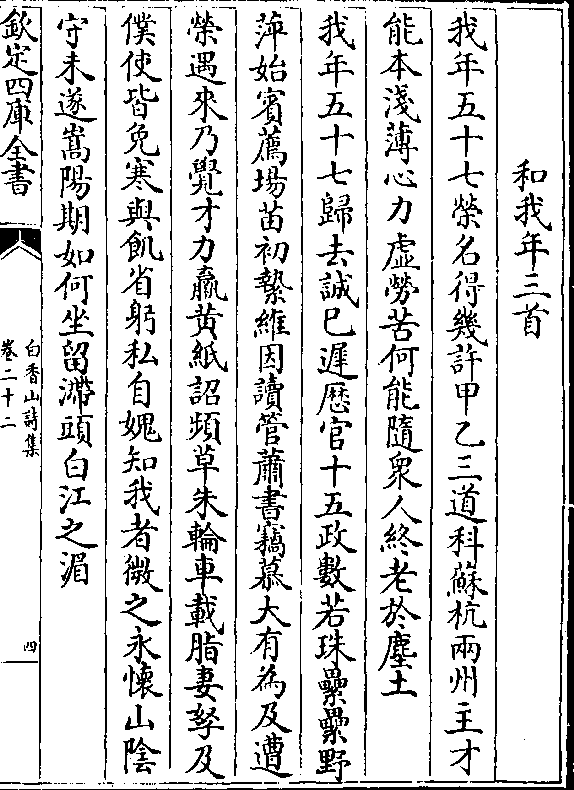 和我年三首
我年五十七榮名得幾許甲乙三道科蘇杭兩州主才
能本淺薄心力虛勞苦何能隨衆人終老於塵土
我年五十七歸去誠已遲歷官十五政數若珠纍纍野
萍始賓薦場苗初縶維因讀管蕭書竊慕大有為及遭
榮遇來乃覺才力羸黄紙詔頻草朱輪車載脂妻孥及
僕使皆免寒與飢省躬私自媿知我者微之永懷山隂
守未遂嵩陽期如何坐留滯頭白江之湄
欽定四庫全書
白香山詩集
卷二十二
四